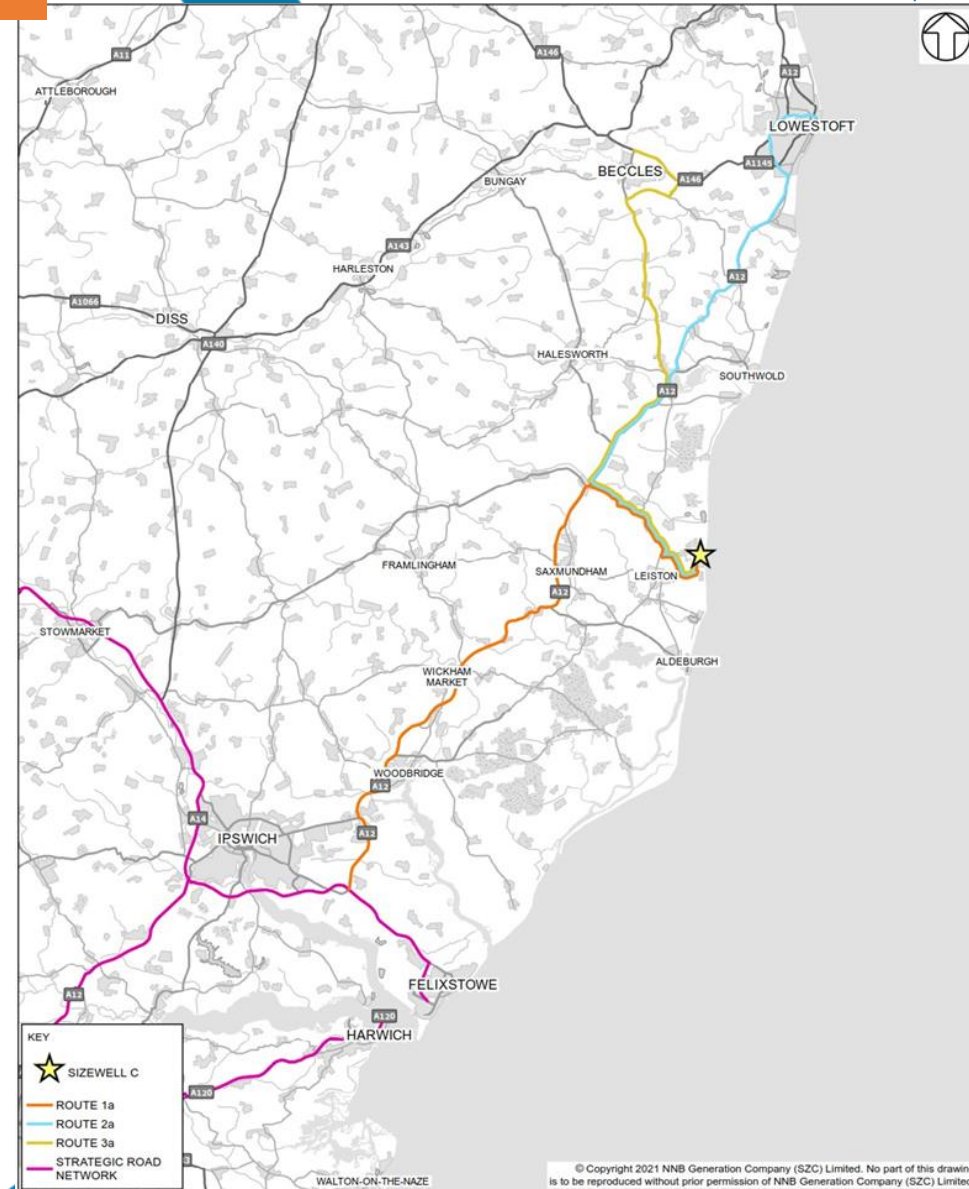 A11
A146
A12
ATTLEBOROUGH
LOWESTOFT
A1145
BECCLES
A146
BUNGAY
A143
HARLESTON
A12
A1066
DISS
A140
HALESWORTH
SOUTHWOLD
A12
FRAMLINGHAM
SAXMUNDHAM
LEISTON
A12
STOWMARKET
ALDEBURGH
WICKHAM
MARKET
WOODBRIDGE
A12
A14
A12
IPSWICH
FELIXSTOWE
A12
A120
HARWICH
A120
KEY
SIZEWELL C
ROUTE 1a
ROUTE 2a
ROUTE 3a
STRATEGIC ROAD
NETWORK
WALTON-ON-THE-NAZE
© Copyright 2021 NNB Generation Company (SZC) Limited. No part of this drawin
is to be reproduced without prior permission of NNB Generation Company (SZC) Limited